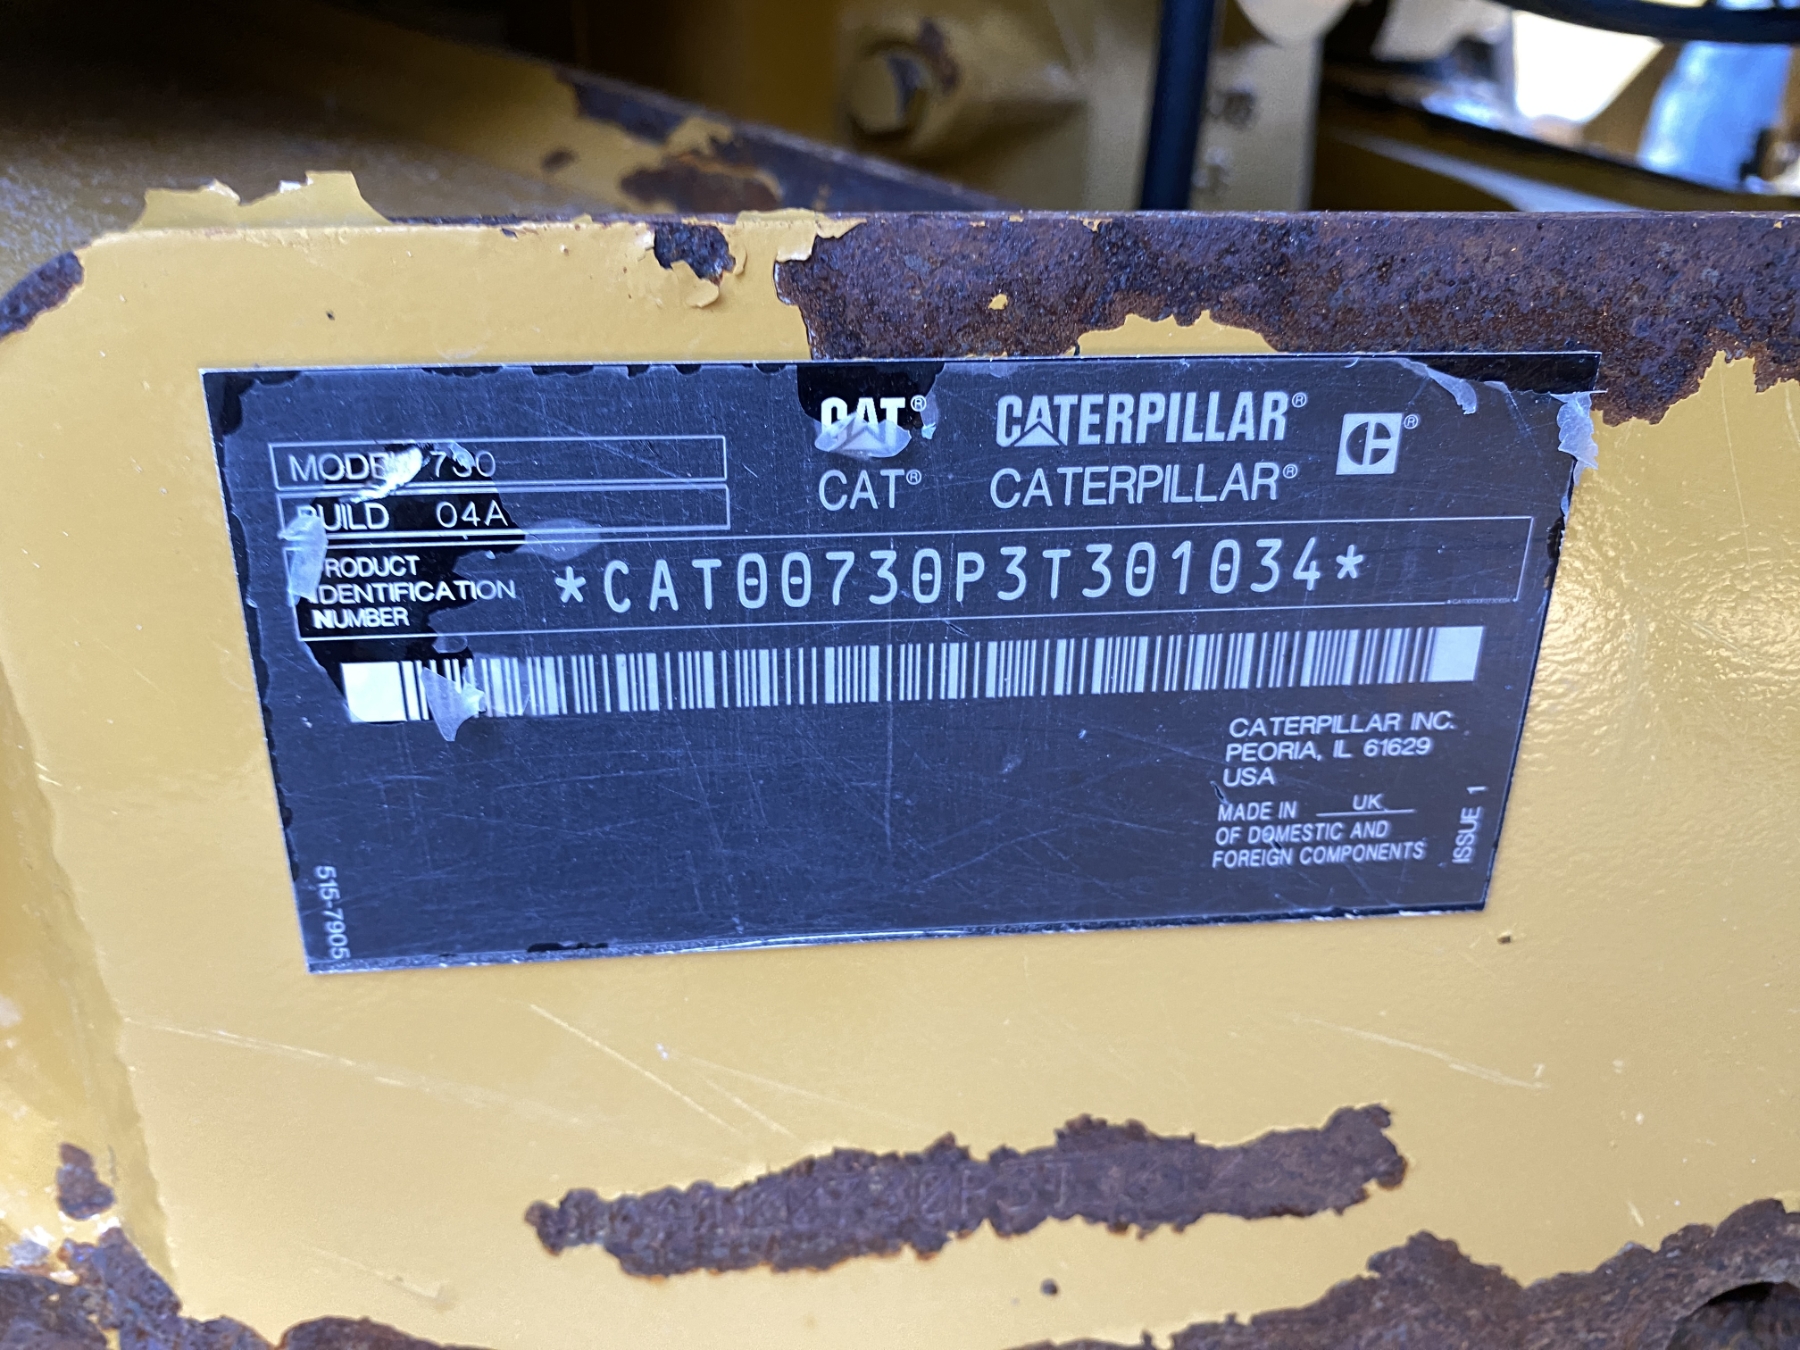 CAT® CATERPILLAR®
CAT® CATERPILLAR®
MODEL 730
BUILD 04A
PRODUCT
IDENTIFICATION
NUMBER
*CAT00730P3T301034*
CATERPILLAR INC.
PEORIA, IL 61629
USA
MADE IN UK
OF DOMESTIC AND
FOREIGN COMPONENTS
ISSUE 1
515-7905